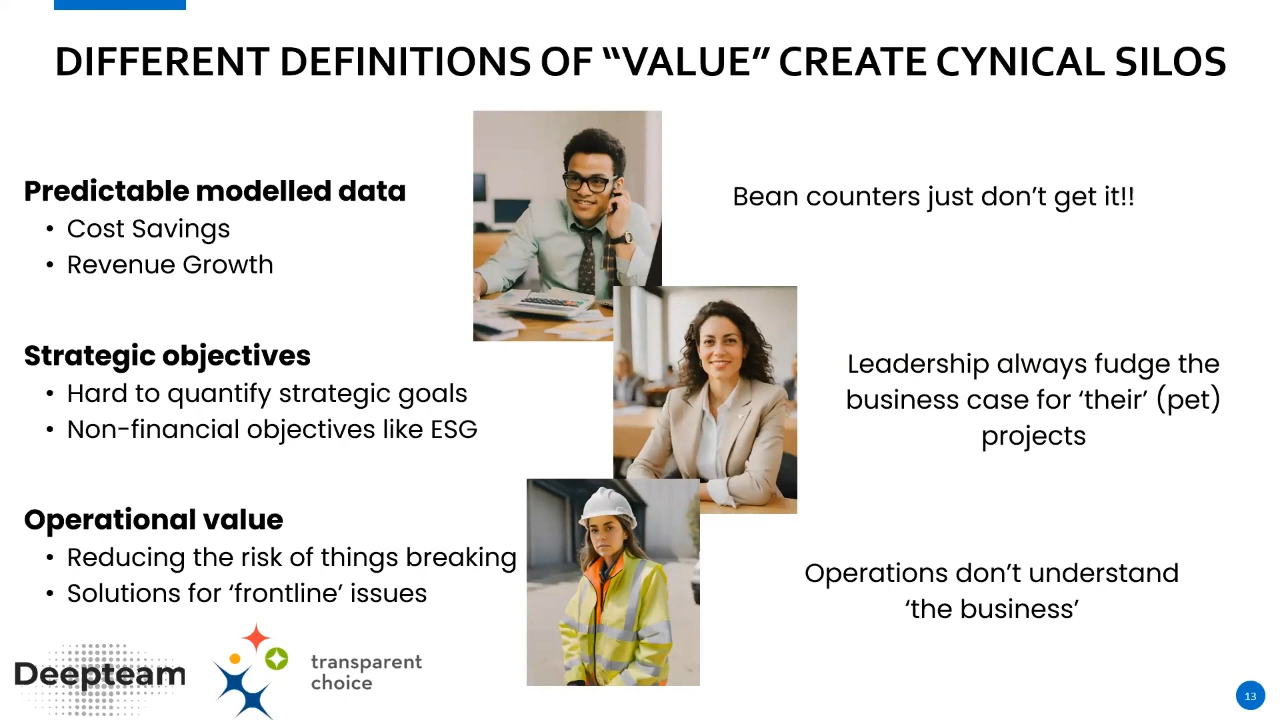 DIFFERENT DEFINITIONS OF “VALUE” CREATE CYNICAL SILOS
Predictable modelled data
• Cost Savings
• Revenue Growth
Bean counters just don’t get it!!
Strategic objectives
• Hard to quantify strategic goals
• Non-financial objectives like ESG
Leadership always fudge the
business case for ‘their’ (pet)
projects
Operational value
• Reducing the risk of things breaking
• Solutions for ‘frontline’ issues
Operations don’t understand
‘the business’
Deepteam
transparent
choice
13